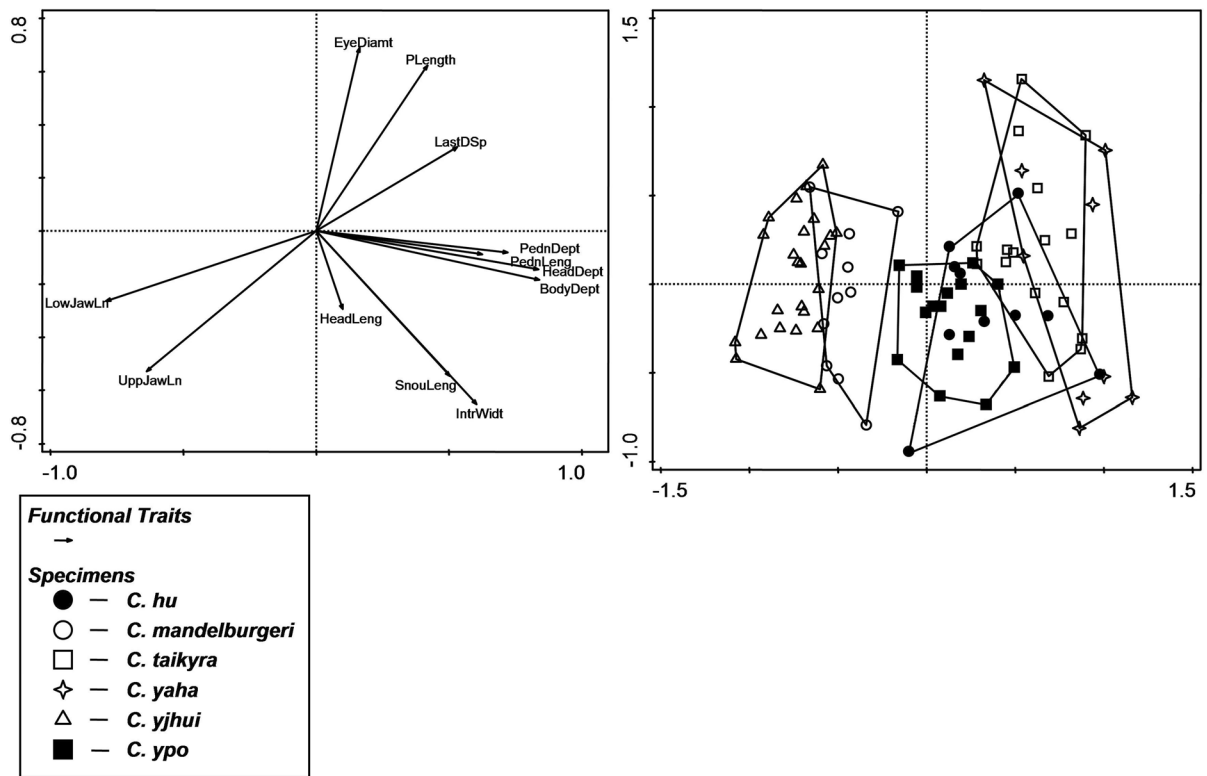 0.8
EyeDiamt
PLength
LastDSp
PednDept
PednLeng
HeadDept
BodyDept
LowJawLn
HeadLeng
UppJawLn
SnouLeng
IntrWidt
-0.8
-1.0
1.0
1.5
-1.0
-1.5
1.5
Functional Traits
Specimens
— C. hu
— C. mandelburgeri
— C. taikyra
— C. yaha
— C. yjhui
— C. ypo